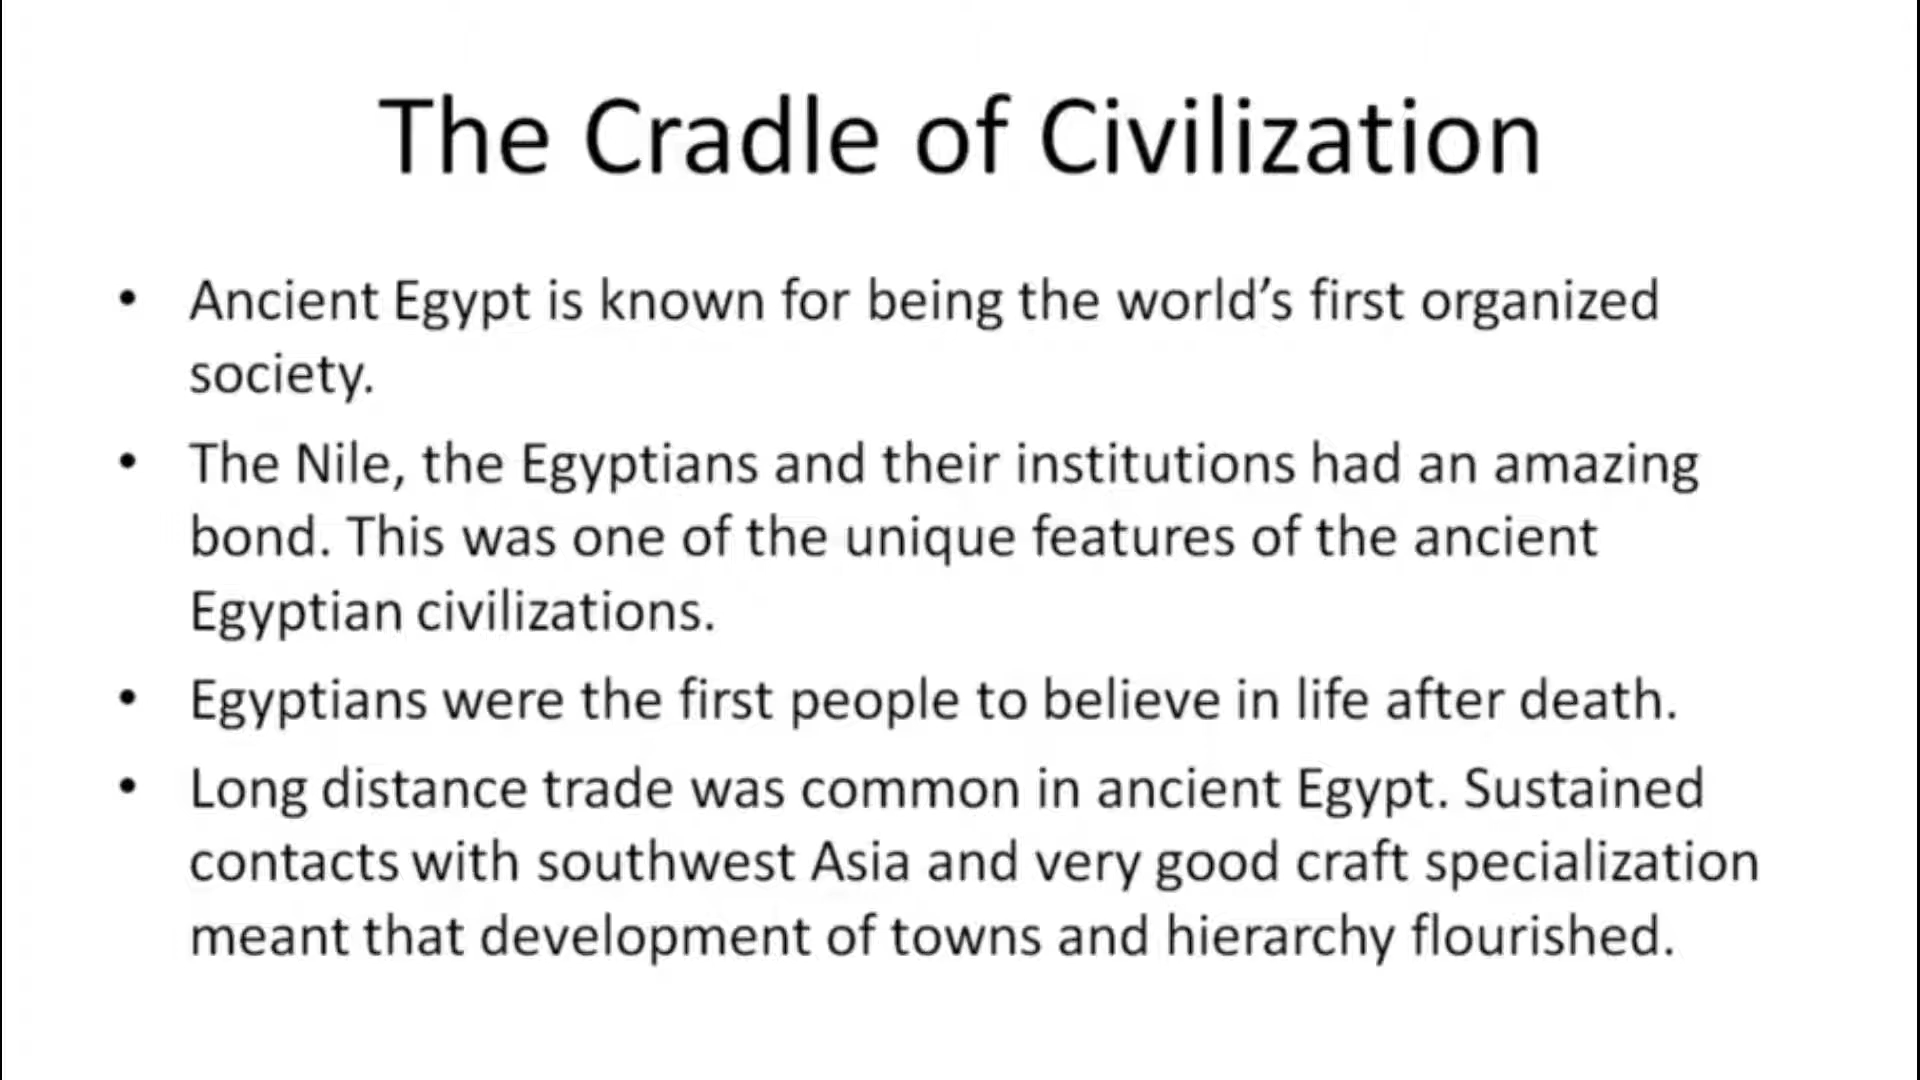 The Cradle of Civilization
• Ancient Egypt is known for being the world’s first organized
society.
• The Nile, the Egyptians and their institutions had an amazing
bond. This was one of the unique features of the ancient
Egyptian civilizations.
• Egyptians were the first people to believe in life after death.
• Long distance trade was common in ancient Egypt. Sustained
contacts with southwest Asia and very good craft specialization
meant that development of towns and hierarchy flourished.